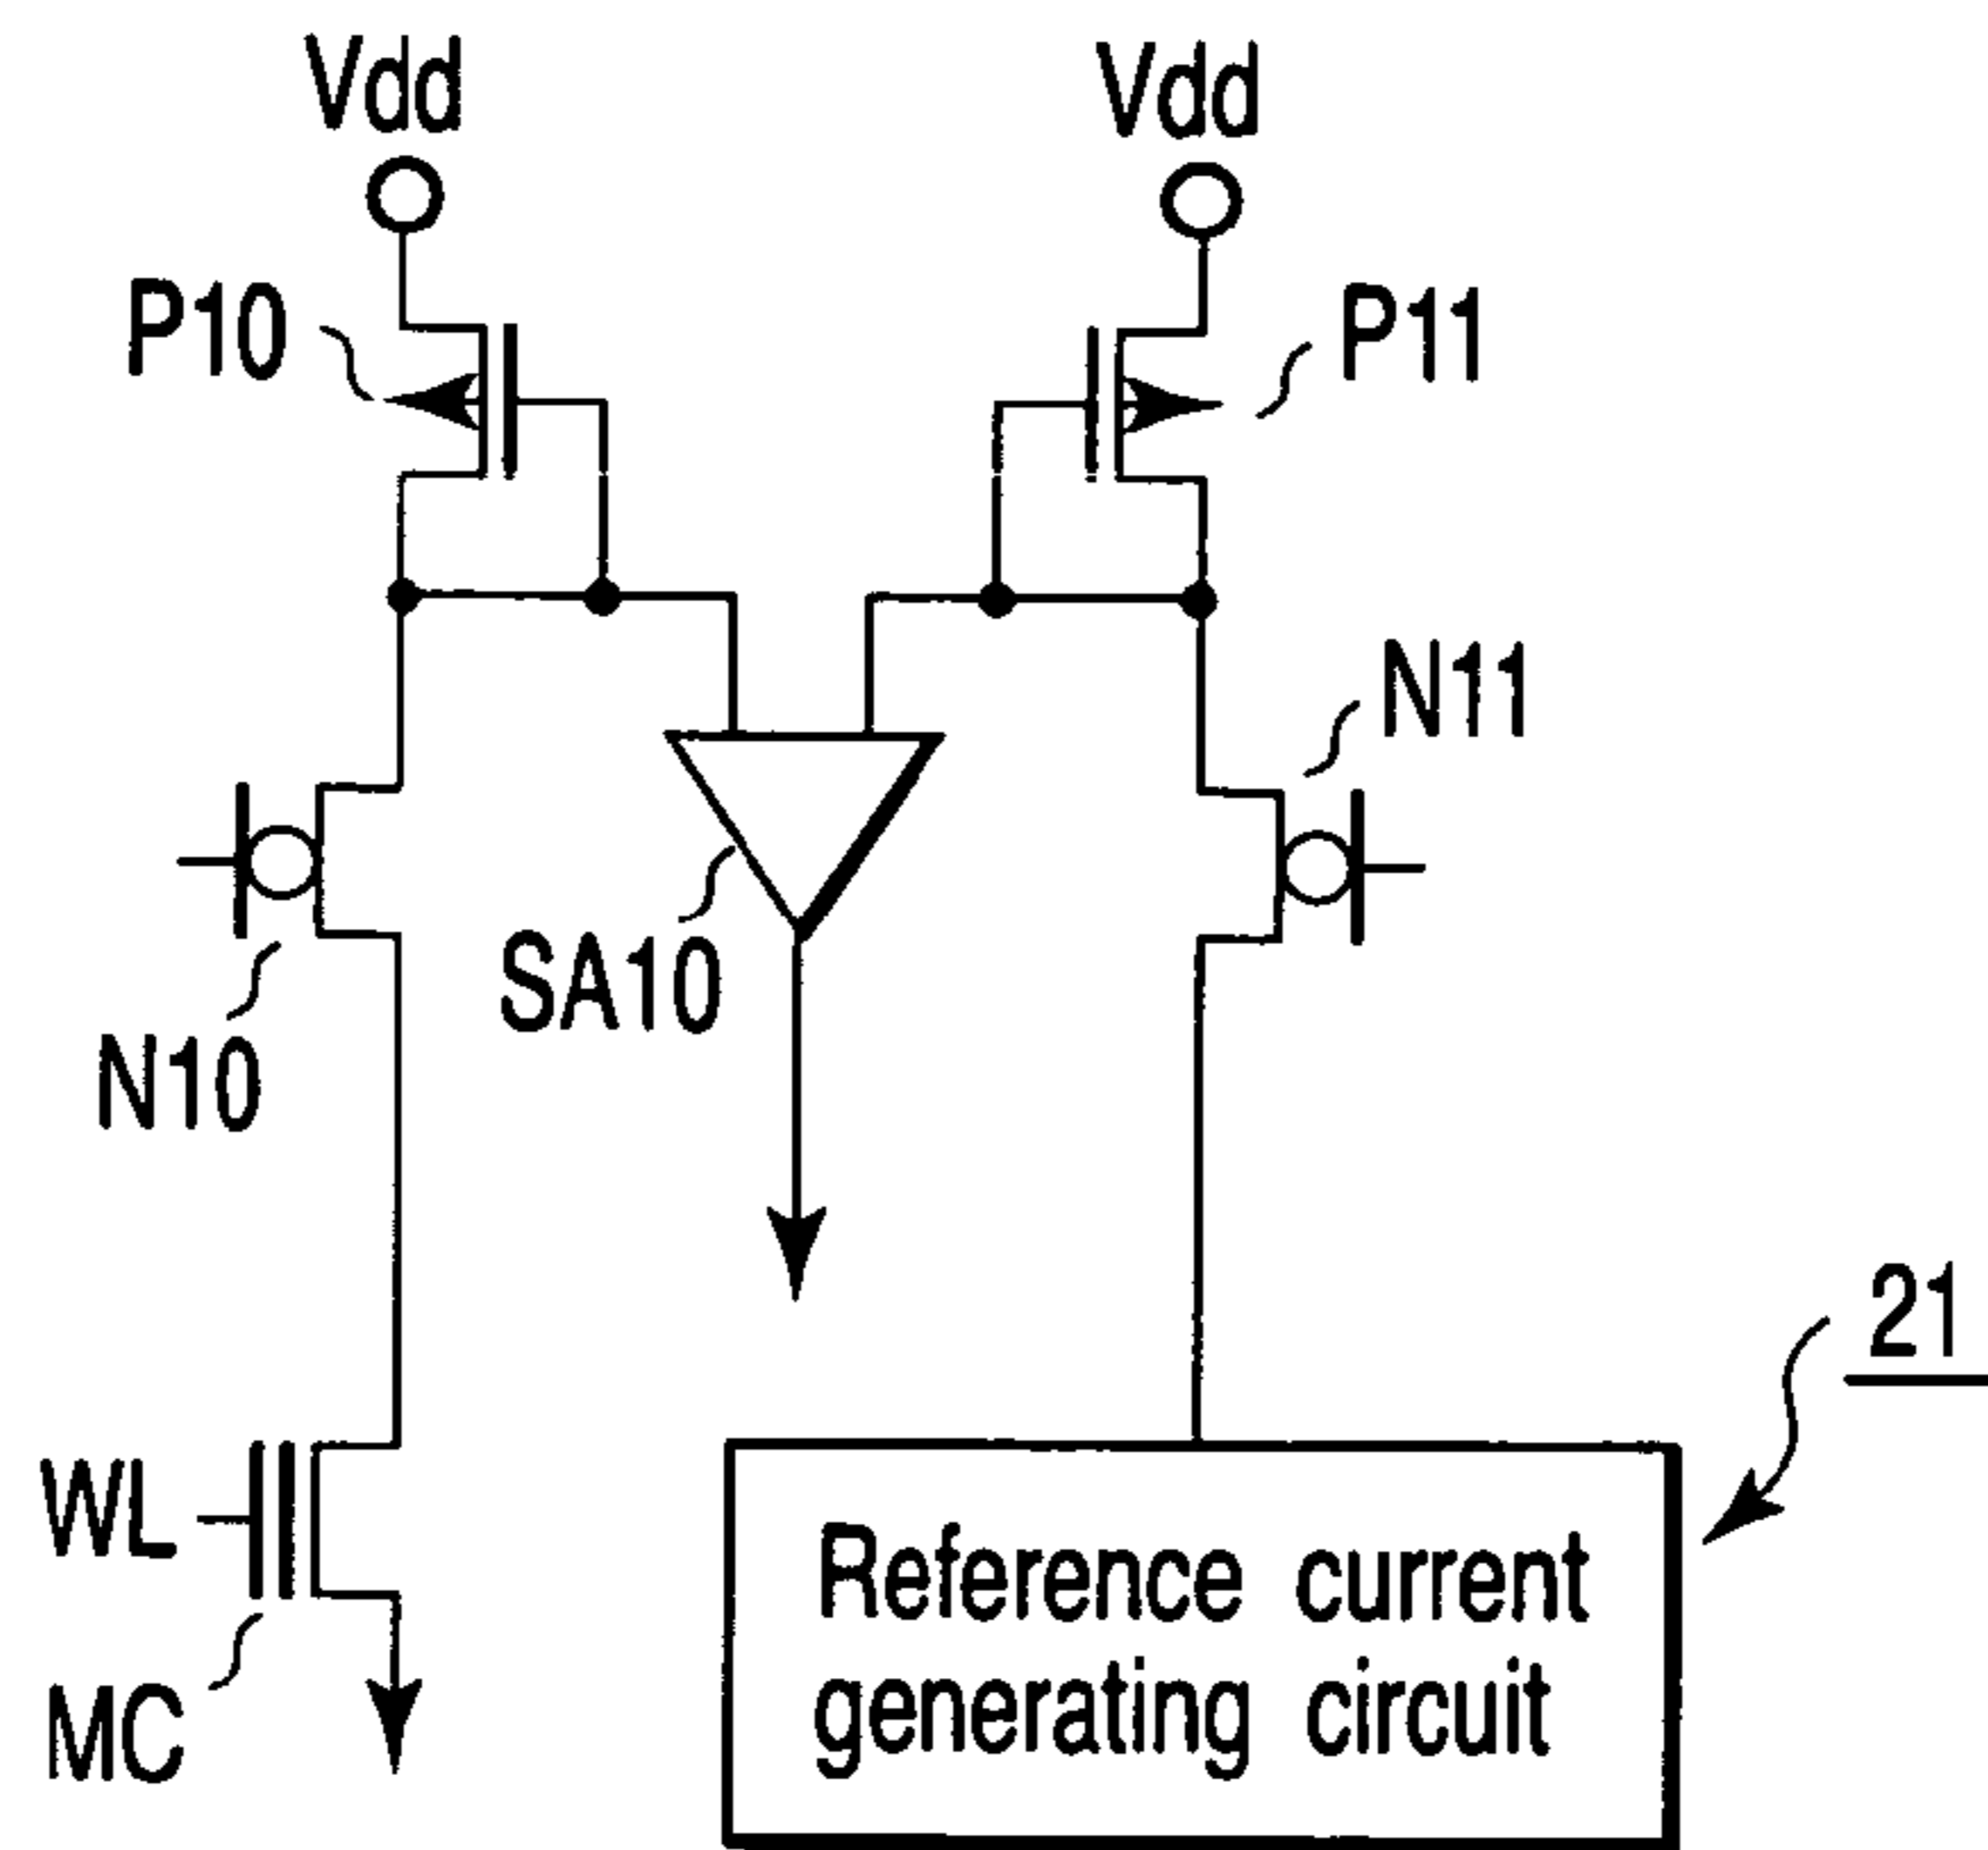 Vdd
Vdd
P10
P11
N11
SA10
N10
21
WL
MC
Reference current
generating circuit